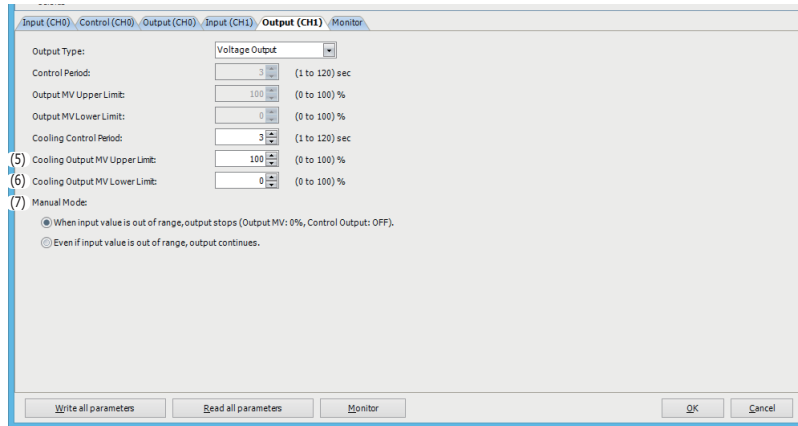 Input (CH0) Control (CH0) Output (CH0) Input (CH1) Output (CH1) Monitor
Output Type: Voltage Output
Control Period: 3 (1 to 120) sec
Output MV Upper Limit: 100 (0 to 100) %
Output MV Lower Limit: 0 (0 to 100) %
Cooling Control Period: 3 (1 to 120) sec
(5) Cooling Output MV Upper Limit: 100 (0 to 100) %
(6) Cooling Output MV Lower Limit: 0 (0 to 100) %
(7) Manual Mode:
When input value is out of range, output stops (Output MV: 0%, Control Output: OFF).
Even if input value is out of range, output continues.
Write all parameters Read all parameters Monitor OK Cancel